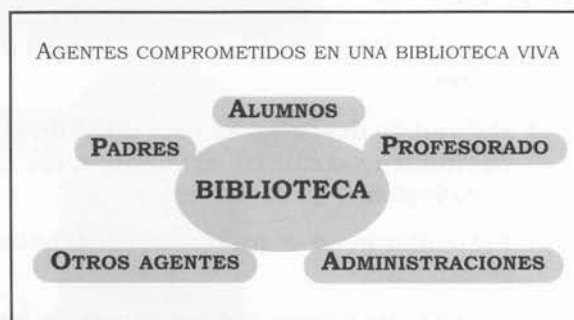 AGENTES COMPROMETIDOS EN UNA BIBLIOTECA VIVA
ALUMNOS
PADRES
PROFESORADO
BIBLIOTECA
OTROS AGENTES
ADMINISTRACIONES